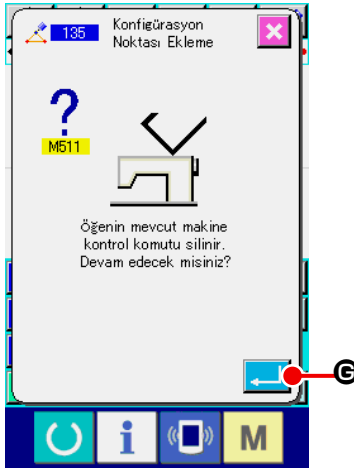 135
Konfigürasyon
Noktası Ekleme
?
M511
Öğenin mevcut makine
kontrol komutu silinir.
Devam edecek misiniz?
G
i
M